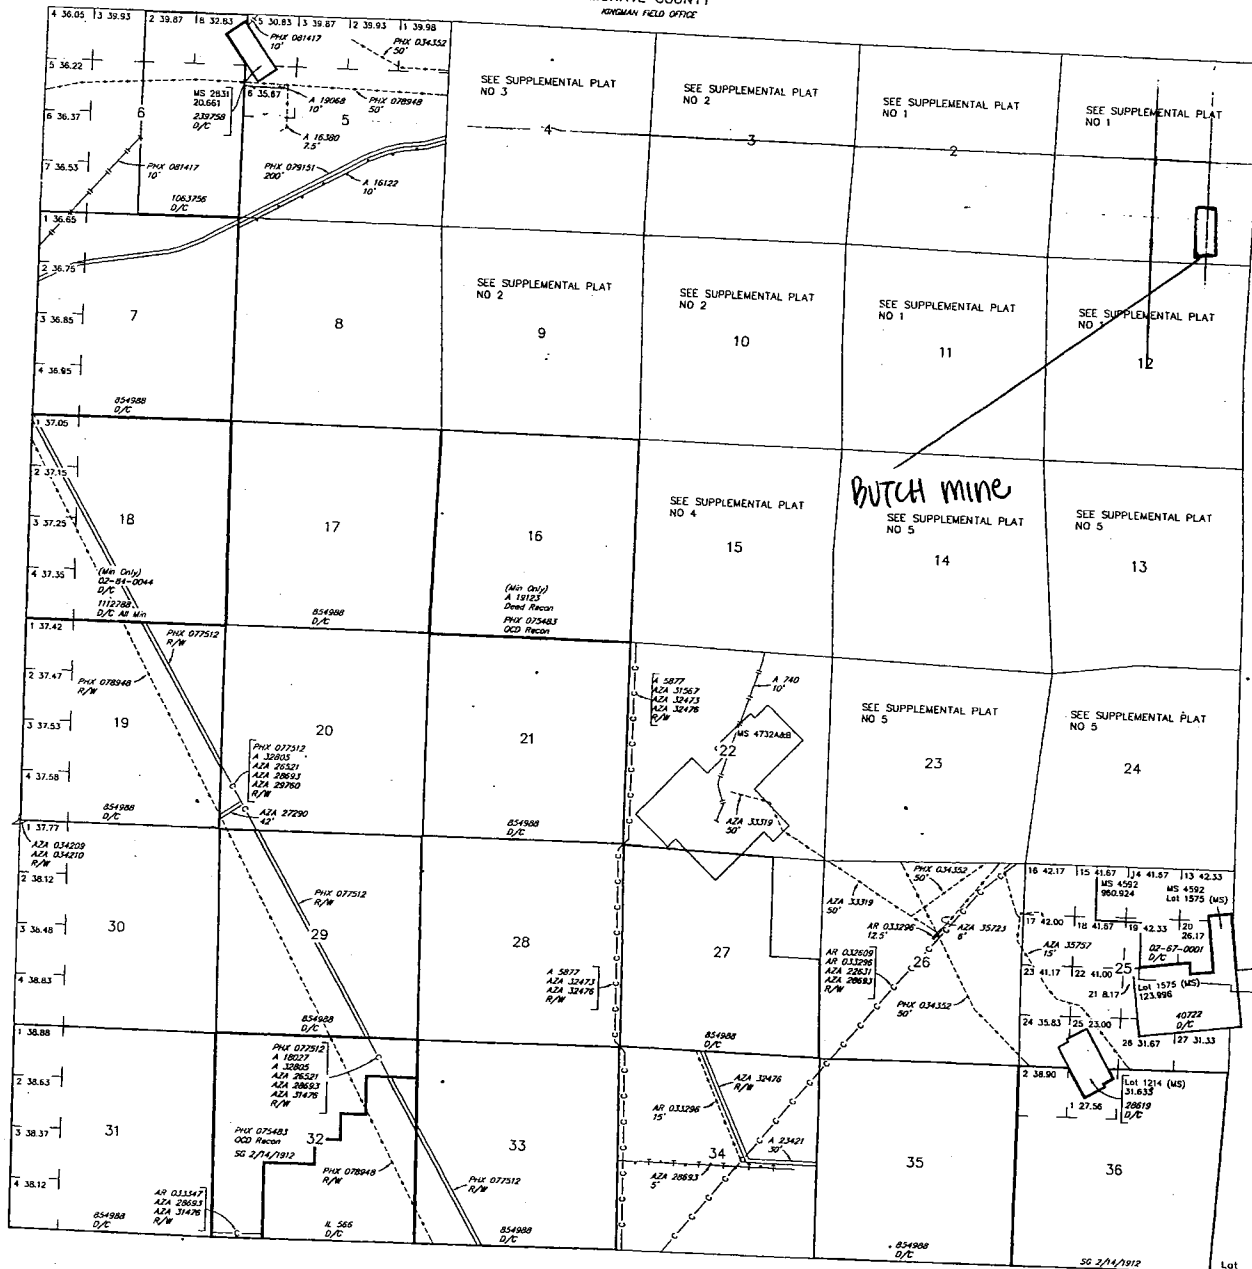 KINGMAN FIELD OFFICE
4 36.05 3 39.93 2 39.87 8 32.83 5 30.83 3 39.87 2 39.93 1 39.98
PHX 081417
10'
PHX 034352
50'
5 36.22
MS 2831
20.661
239758
D/C
6 35.87
A 19068
10'
PHX 078948
50'
6 36.37
6
5
A 16380
7.5'
7 36.53
PHX 081417
10'
PHX 079151
200'
A 16122
10'
1063756
D/C
SEE SUPPLEMENTAL PLAT
NO 3
4
SEE SUPPLEMENTAL PLAT
NO 2
3
SEE SUPPLEMENTAL PLAT
NO 1
2
SEE SUPPLEMENTAL PLAT
NO 1
1 36.65
2 36.75
3 36.85
4 36.95
7
854988
D/C
8
SEE SUPPLEMENTAL PLAT
NO 2
9
SEE SUPPLEMENTAL PLAT
NO 2
10
SEE SUPPLEMENTAL PLAT
NO 1
11
SEE SUPPLEMENTAL PLAT
NO 1
12
BUTCH mine
1 37.05
2 37.15
3 37.25
4 37.35
18
(Min Only)
02-84-0044
D/C
1112788
D/C All Min
17
854988
D/C
16
(Min Only)
A 19123
Deed Recon
PHX 075483
OCD Recon
SEE SUPPLEMENTAL PLAT
NO 4
15
SEE SUPPLEMENTAL PLAT
NO 5
14
SEE SUPPLEMENTAL PLAT
NO 5
13
1 37.42
2 37.47
3 37.53
4 37.58
PHX 077512
R/W
PHX 078948
R/W
19
854988
D/C
20
PHX 077512
A 32805
AZA 26521
AZA 28693
AZA 29760
R/W
AZA 27290
42'
21
854988
D/C
A 5877
AZA 31567
AZA 32473
AZA 32476
R/W
A 740
10'
MS 4732A&B
22
AZA 33319
50'
SEE SUPPLEMENTAL PLAT
NO 5
23
SEE SUPPLEMENTAL PLAT
NO 5
24
1 37.77
AZA 034209
AZA 034210
R/W
2 38.12
3 38.48
4 38.83
30
PHX 077512
R/W
29
854988
D/C
28
A 5877
AZA 32473
AZA 32476
R/W
27
854988
D/C
AZA 33319
50'
PHX 034352
50'
AR 033296
12.5'
AZA 35723
6'
AR 032609
AR 033296
AZA 22631
AZA 28693
R/W
26
PHX 034352
50'
16 42.17 15 41.67 14 41.67 13 42.33
MS 4592
960.924
MS 4592
Lot 1575 (MS)
17 42.00 18 41.67 19 42.33 20
26.17
AZA 35757
15'
02-67-0001
D/C
23 41.17 22 41.00 25
21 8.17
Lot 1575 (MS)
123.996
40722
D/C
24 35.83 25 23.00
26 31.67 27 31.33
1 38.88
2 38.63
3 38.37
4 38.12
31
854988
D/C
PHX 077512
A 18027
A 32805
AZA 26521
AZA 28693
AZA 31476
R/W
PHX 075483
OCD Recon
SG 2/14/1912
32
PHX 078948
R/W
AR 033347
AZA 28693
AZA 31476
R/W
IL 566
D/C
33
PHX 077512
R/W
854988
D/C
AZA 32476
R/W
AR 033296
15'
A 23421
30'
34
AZA 28693
5'
35
854988
D/C
2 38.90
1 27.56
Lot 1214 (MS)
31.633
28619
D/C
36
SG 2/14/1912
Lot